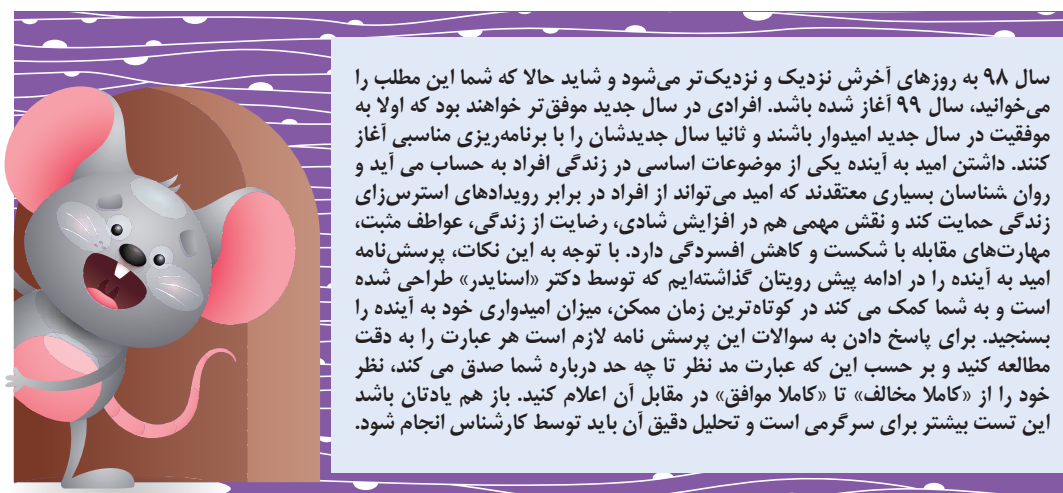 سال ۹۸ به روزهای آخرش نزدیک و نزدیک‌تر می‌شود و شاید حالا که شما این مطلب را
می‌خوانید، سال ۹۹ آغاز شده باشد. افرادی در سال جدید موفق‌تر خواهند بود که اولا به
موفقیت در سال جدید امیدوار باشند و ثانیا سال جدیدشان را با برنامه‌ریزی مناسبی آغاز
کنند. داشتن امید به آینده یکی از موضوعات اساسی در زندگی افراد به حساب می آید و
روان شناسان بسیاری معتقدند که امید می‌تواند از افراد در برابر رویدادهای استرس‌زای
زندگی حمایت کند و نقش مهمی هم در افزایش شادی، رضایت از زندگی، عواطف مثبت،
مهارت‌های مقابله با شکست و کاهش افسردگی دارد. با توجه به این نکات، پرسش‌نامه
امید به آینده را در ادامه پیش رویتان گذاشته‌ایم که توسط دکتر «اسنایدر» طراحی شده
است و به شما کمک می کند در کوتاه‌ترین زمان ممکن، میزان امیدواری خود به آینده را
بسنجید. برای پاسخ دادن به سوالات این پرسش نامه لازم است هر عبارت را به دقت
مطالعه کنید و بر حسب این که عبارت مد نظر تا چه حد درباره شما صدق می کند، نظر
خود را از «کاملا مخالف» تا «کاملا موافق» در مقابل آن اعلام کنید. باز هم یادتان باشد
این تست بیشتر برای سرگرمی است و تحلیل دقیق آن باید توسط کارشناس انجام شود.